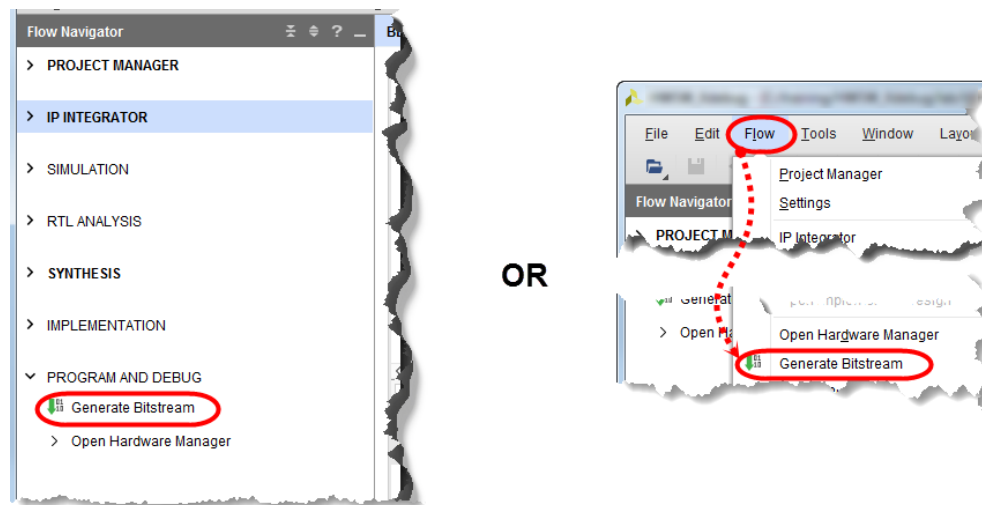 Flow Navigator
PROJECT MANAGER
IP INTEGRATOR
SIMULATION
RTL ANALYSIS
SYNTHESIS
IMPLEMENTATION
PROGRAM AND DEBUG
Generate Bitstream
Open Hardware Manager
OR
File Edit Flow Tools Window
Flow Navigator
Project Manager
Settings
PROJECT
IP Integrator
Open
Open Hardware Manager
Generate Bitstream